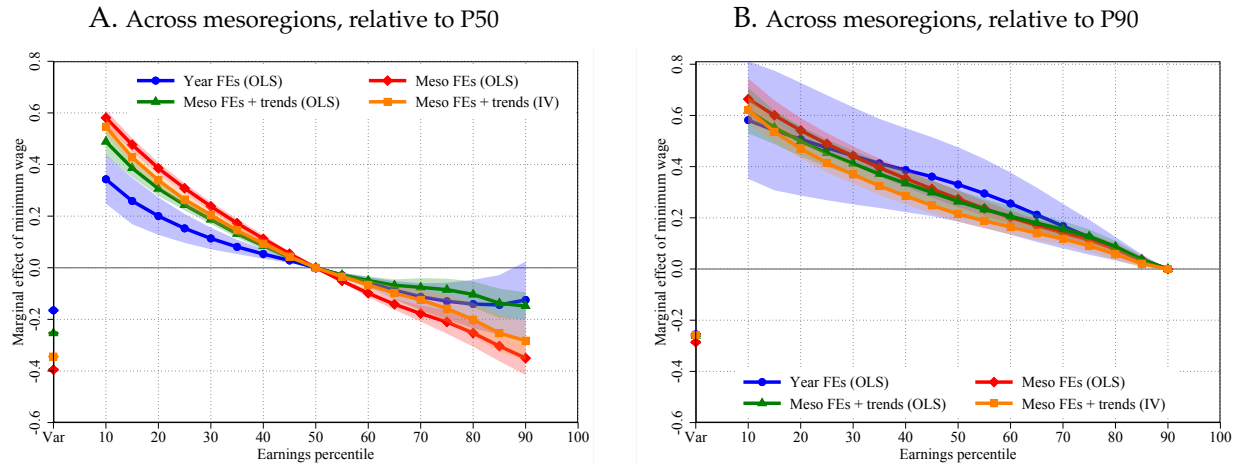 A. Across mesoregions, relative to P50
Marginal effect of minimum wage
0.8
0.6
0.4
0.2
0.0
-0.2
-0.4
-0.6
Year FEs (OLS)
Meso FEs (OLS)
Meso FEs + trends (OLS)
Meso FEs + trends (IV)
Var 10 20 30 40 50 60 70 80 90 100
Earnings percentile
B. Across mesoregions, relative to P90
Marginal effect of minimum wage
0.8
0.6
0.4
0.2
0.0
-0.2
-0.4
-0.6
Year FEs (OLS)
Meso FEs (OLS)
Meso FEs + trends (OLS)
Meso FEs + trends (IV)
Var 10 20 30 40 50 60 70 80 90 100
Earnings percentile